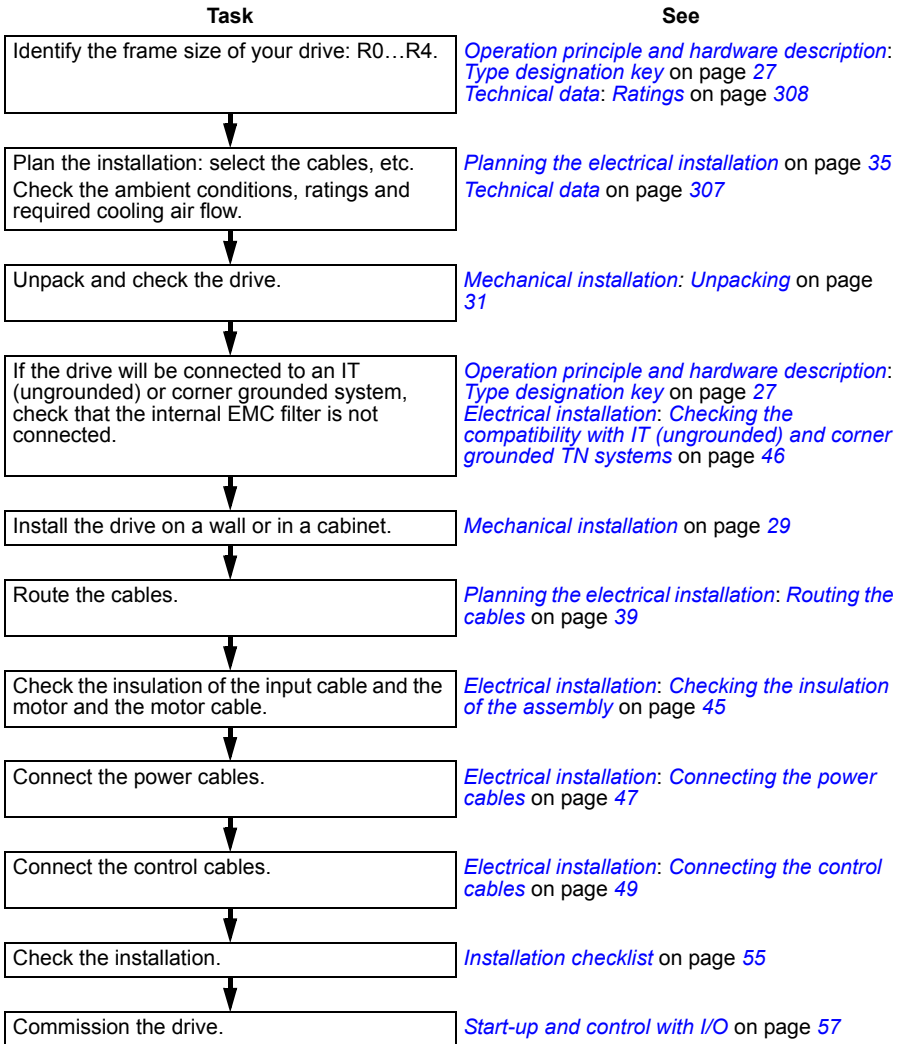 Task
See
Identify the frame size of your drive: R0…R4.
Operation principle and hardware description:
Type designation key on page 27
Technical data: Ratings on page 308
Plan the installation: select the cables, etc.
Check the ambient conditions, ratings and
required cooling air flow.
Planning the electrical installation on page 35
Technical data on page 307
Unpack and check the drive.
Mechanical installation: Unpacking on page
31
If the drive will be connected to an IT
(ungrounded) or corner grounded system,
check that the internal EMC filter is not
connected.
Operation principle and hardware description:
Type designation key on page 27
Electrical installation: Checking the
compatibility with IT (ungrounded) and corner
grounded TN systems on page 46
Install the drive on a wall or in a cabinet.
Mechanical installation on page 29
Route the cables.
Planning the electrical installation: Routing the
cables on page 39
Check the insulation of the input cable and the
motor and the motor cable.
Electrical installation: Checking the insulation
of the assembly on page 45
Connect the power cables.
Electrical installation: Connecting the power
cables on page 47
Connect the control cables.
Electrical installation: Connecting the control
cables on page 49
Check the installation.
Installation checklist on page 55
Commission the drive.
Start-up and control with I/O on page 57